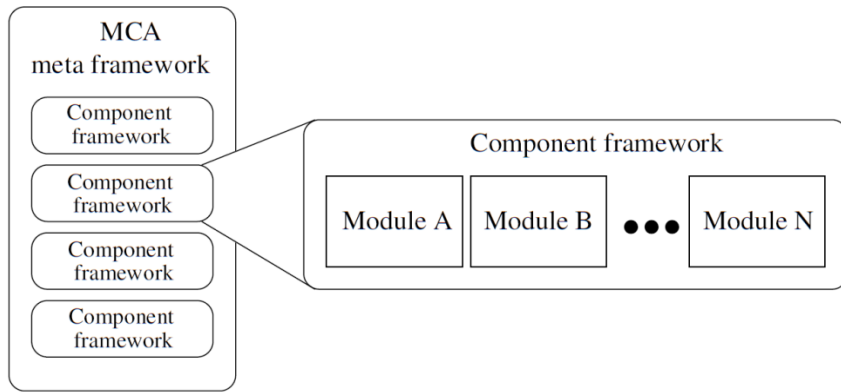 MCA
meta framework
Component
framework
Component
framework
Component
framework
Component
framework
Component framework
Module A
Module B
Module N